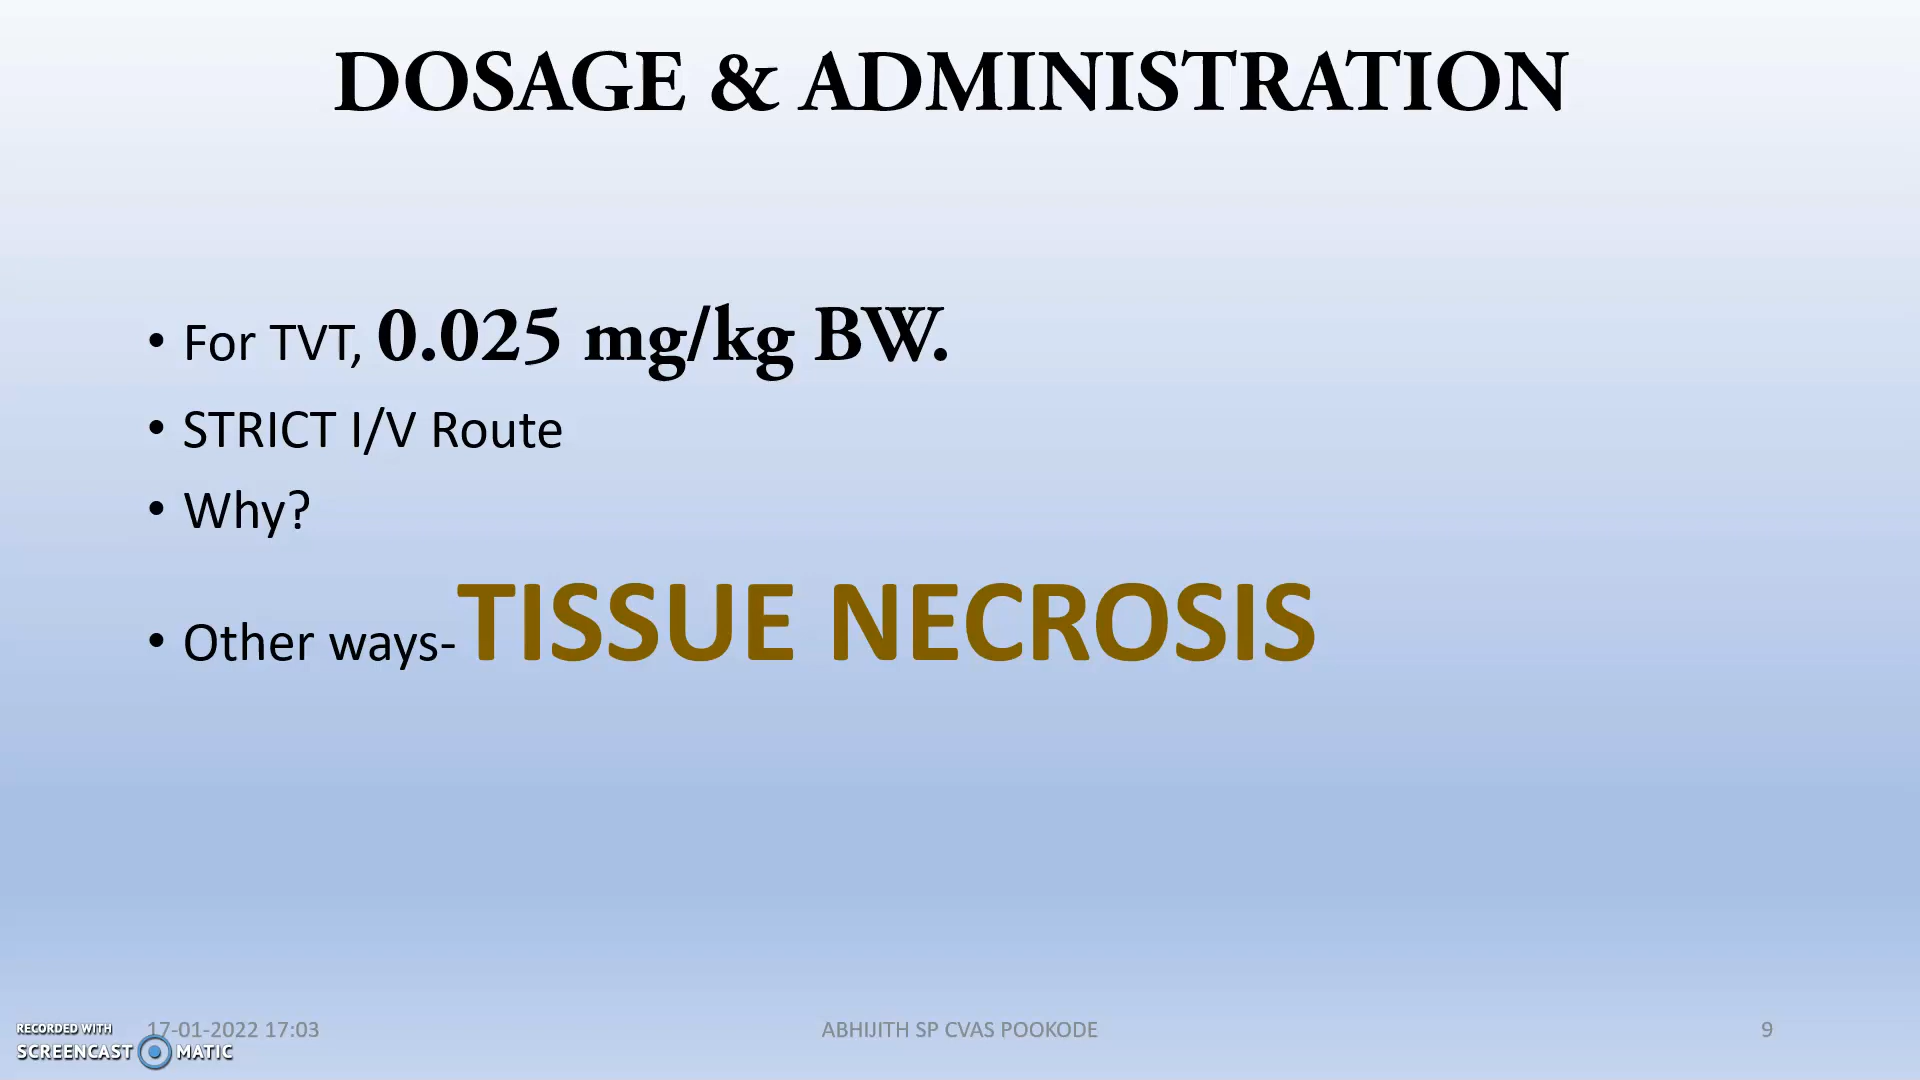 DOSAGE & ADMINISTRATION
• For TVT, 0.025 mg/kg BW.
• STRICT I/V Route
• Why?
• Other ways-TISSUE NECROSIS
17-01-2022 17:03
ABHIJITH SP CVAS POOKODE
9
RECORDED WITH
SCREENCAST MATIC